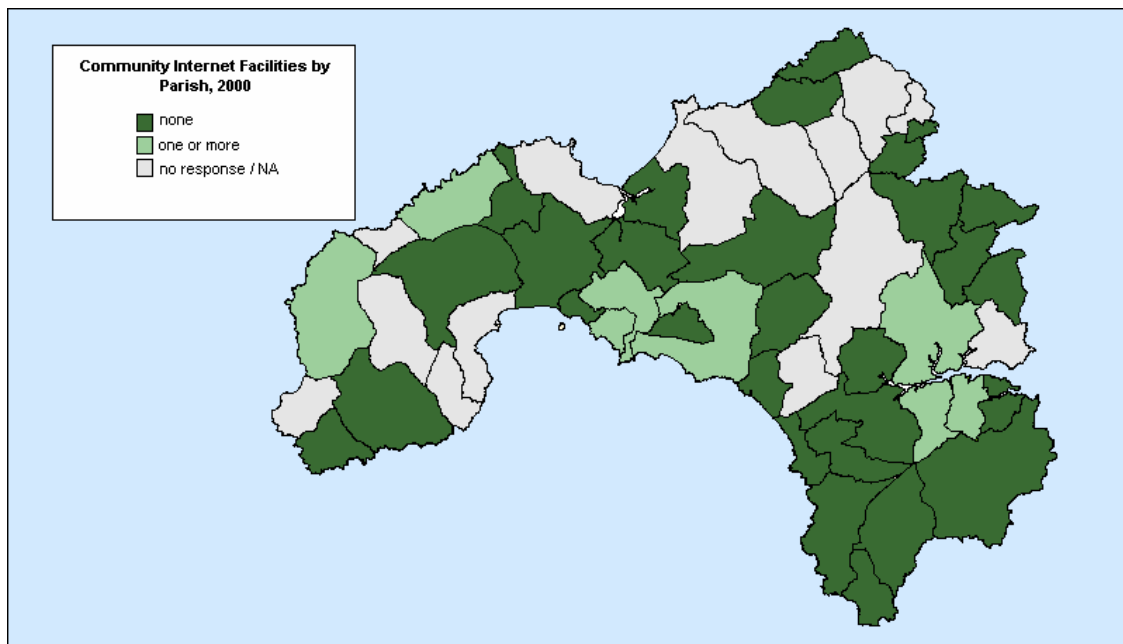 Community Internet Facilities by
Parish, 2000
none
one or more
no response / NA